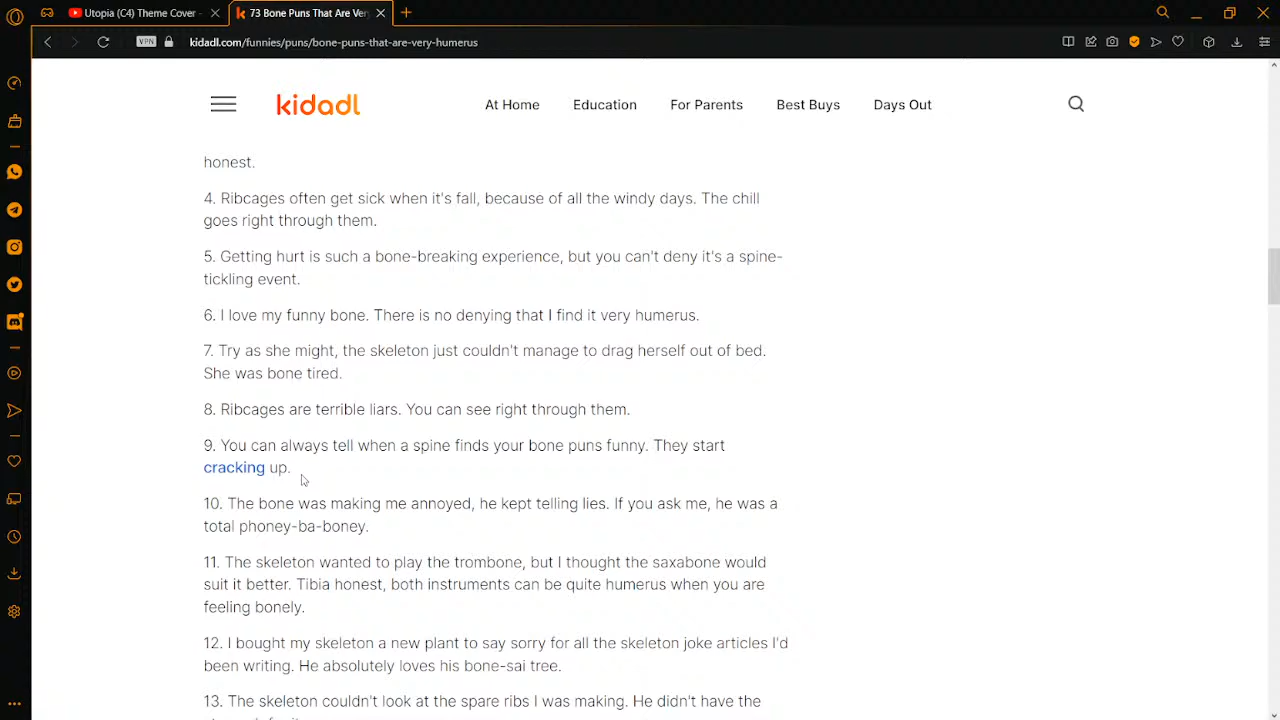 Utopia (C4) Theme Cover -
73 Bone Puns That Are Ver
VPN
kidadl.com/funnies/puns/bone-puns-that-are-very-humerus
kidadl
At Home
Education
For Parents
Best Buys
Days Out
honest.
4. Ribcages often get sick when it's fall, because of all the windy days. The chill
goes right through them.
5. Getting hurt is such a bone-breaking experience, but you can't deny it's a spine-
tickling event.
6. I love my funny bone. There is no denying that I find it very humerus.
7. Try as she might, the skeleton just couldn't manage to drag herself out of bed.
She was bone tired.
8. Ribcages are terrible liars. You can see right through them.
9. You can always tell when a spine finds your bone puns funny. They start
cracking up.
10. The bone was making me annoyed, he kept telling lies. If you ask me, he was a
total phoney-ba-boney.
11. The skeleton wanted to play the trombone, but I thought the saxabone would
suit it better. Tibia honest, both instruments can be quite humerus when you are
feeling bonely.
12. I bought my skeleton a new plant to say sorry for all the skeleton joke articles I'd
been writing. He absolutely loves his bone-sai tree.
13. The skeleton couldn't look at the spare ribs I was making. He didn't have the